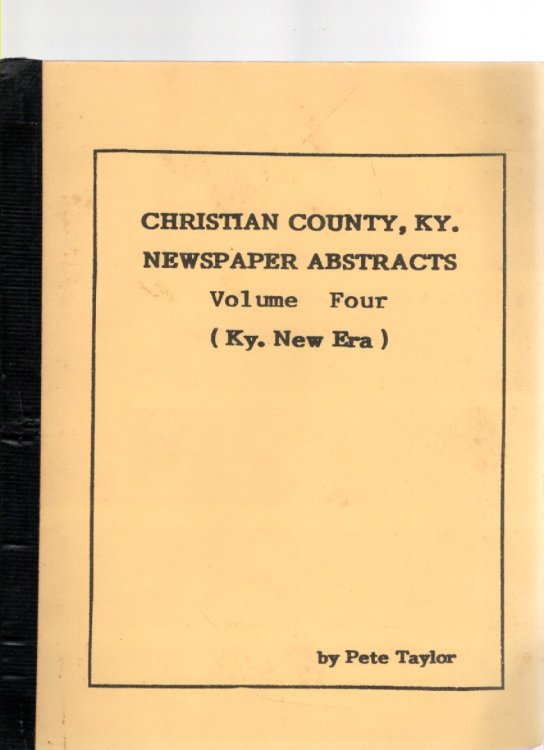 CHRISTIAN COUNTY, KY.
NEWSPAPER ABSTRACTS
Volume Four
( Ky. New Era )
by Pete Taylor